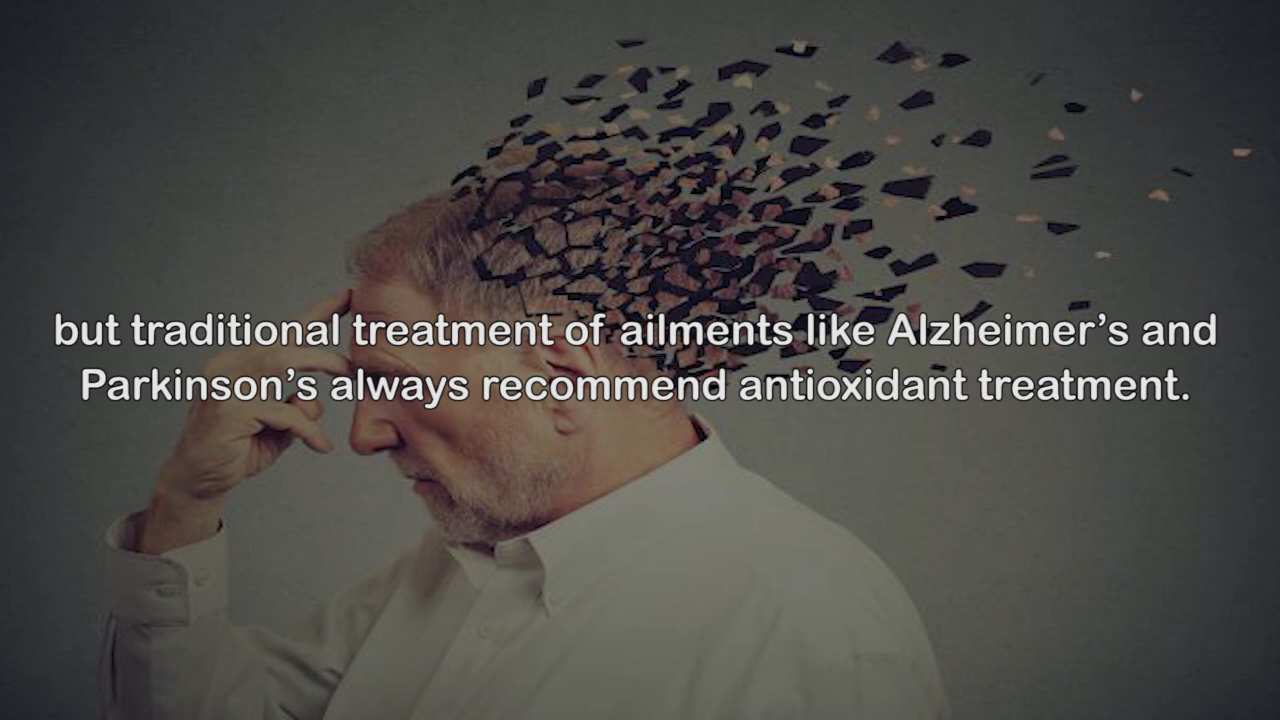 but traditional treatment of ailments like Alzheimer’s and
Parkinson’s always recommend antioxidant treatment.